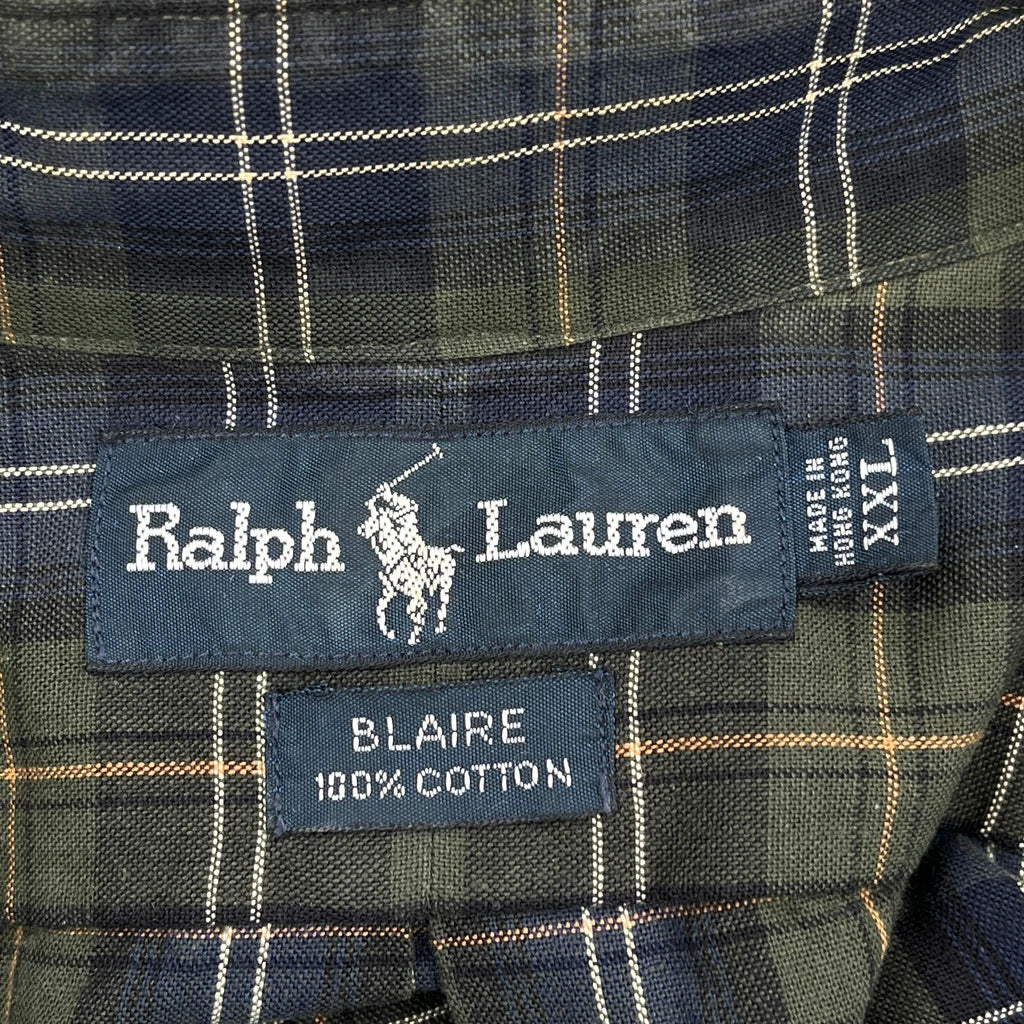 Ralph Lauren
MADE IN
HONG KONG
XXL
BLAIRE
100% COTTON